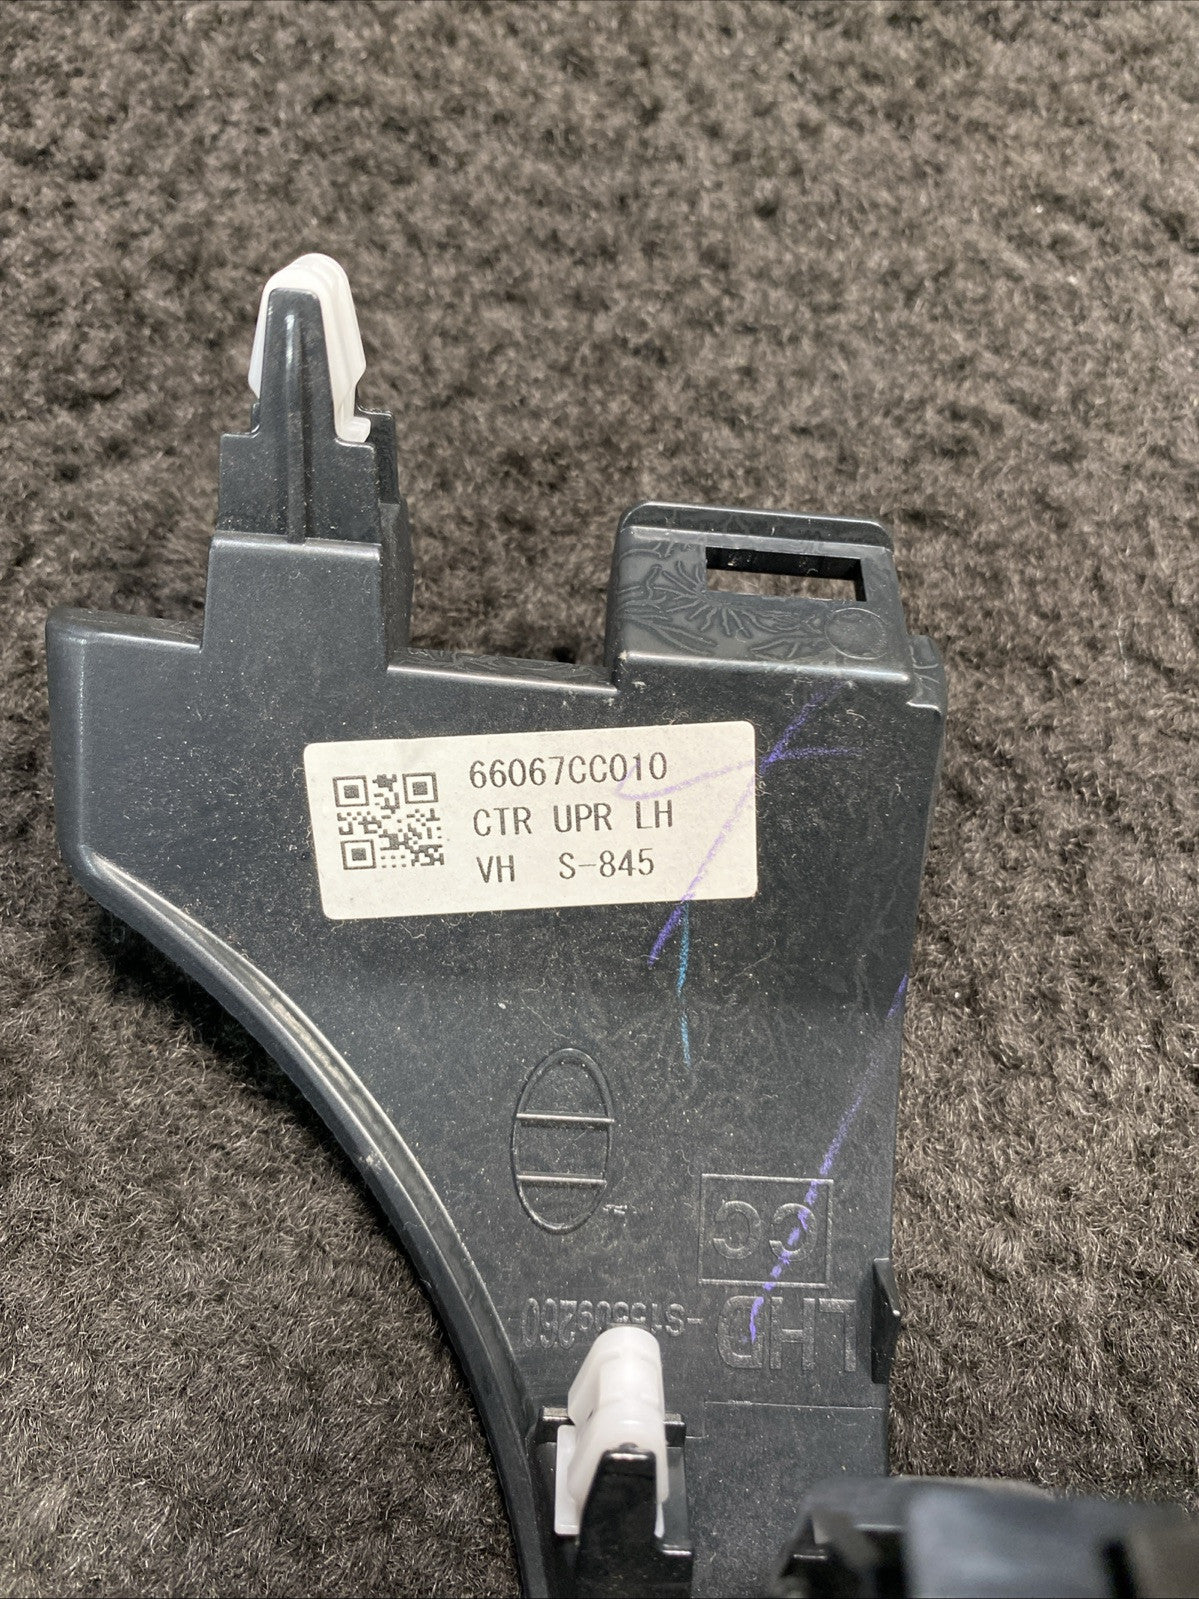 66067CC010
CTR UPR LH
VH S-845
CC
LHD